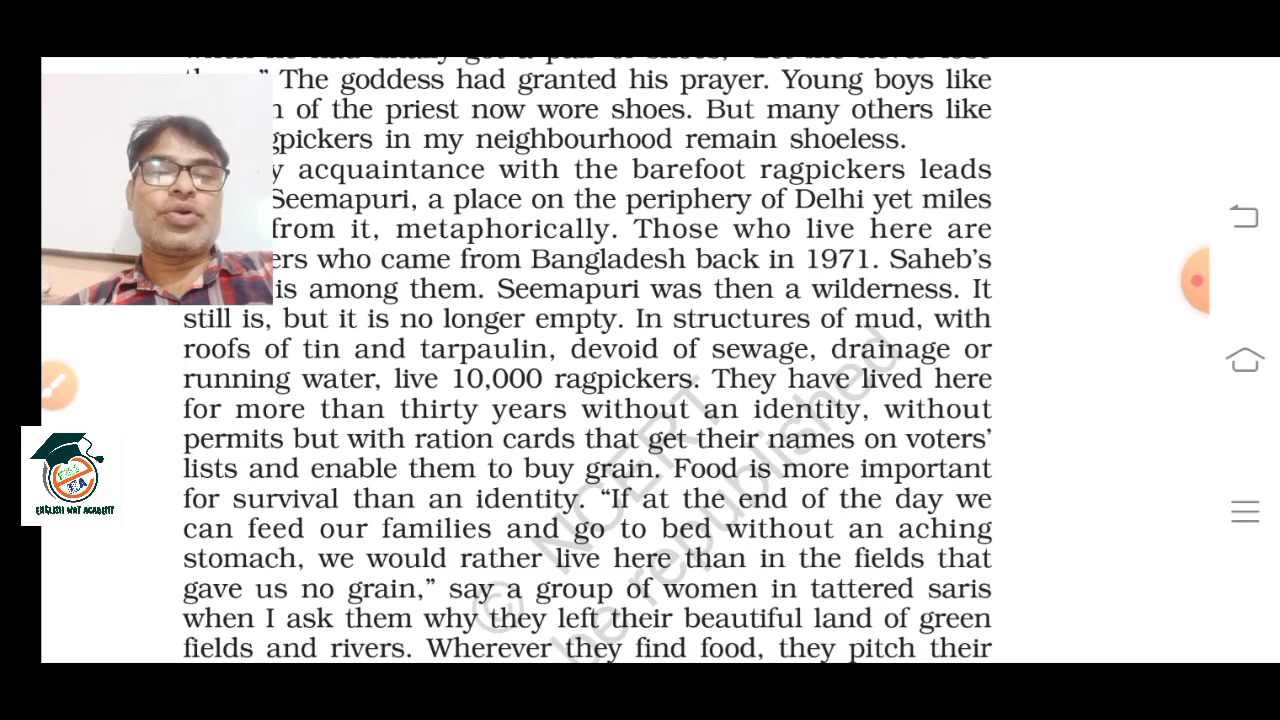 The goddess had granted his prayer. Young boys like
of the priest now wore shoes. But many others like
in my neighbourhood remain shoeless.
acquaintance with the barefoot ragpickers leads
Seemapuri, a place on the periphery of Delhi yet miles
from it, metaphorically. Those who live here are
who came from Bangladesh back in 1971. Saheb’s
is among them. Seemapuri was then a wilderness. It
still is, but it is no longer empty. In structures of mud, with
roofs of tin and tarpaulin, devoid of sewage, drainage or
running water, live 10,000 ragpickers. They have lived here
for more than thirty years without an identity, without
permits but with ration cards that get their names on voters’
lists and enable them to buy grain. Food is more important
for survival than an identity. “If at the end of the day we
can feed our families and go to bed without an aching
stomach, we would rather live here than in the fields that
gave us no grain,” say a group of women in tattered saris
when I ask them why they left their beautiful land of green
fields and rivers. Wherever they find food, they pitch their
© NCERT
be republished
ENGLISH WAT ACADEMY